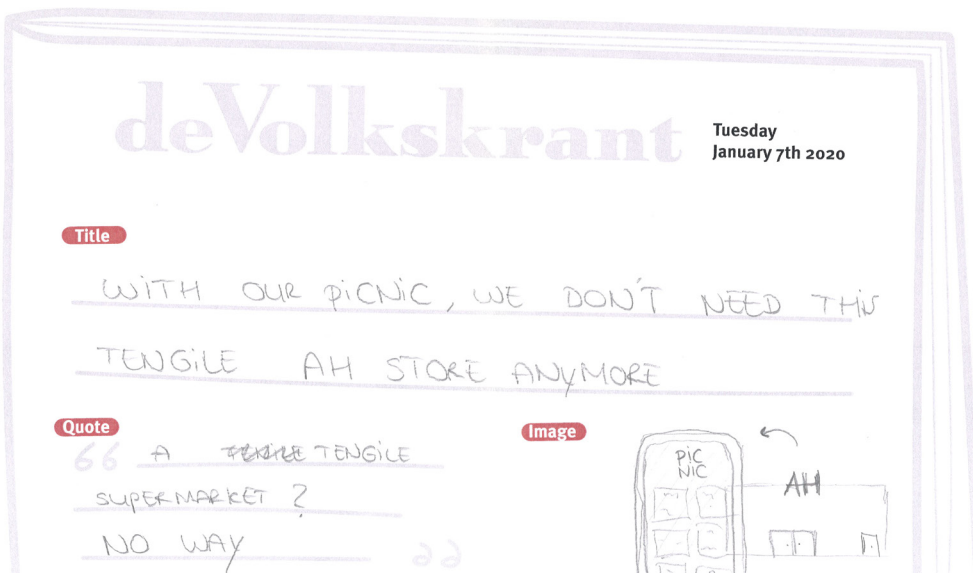 deVolkskrant
Tuesday
January 7th 2020
Title
WITH OUR PICNIC, WE DON'T NEED THIS
TENGILE AH STORE ANYMORE
Quote
66 A TENGILE
SUPERMARKET ?
NO WAY
Image
PIC
NIC
AH